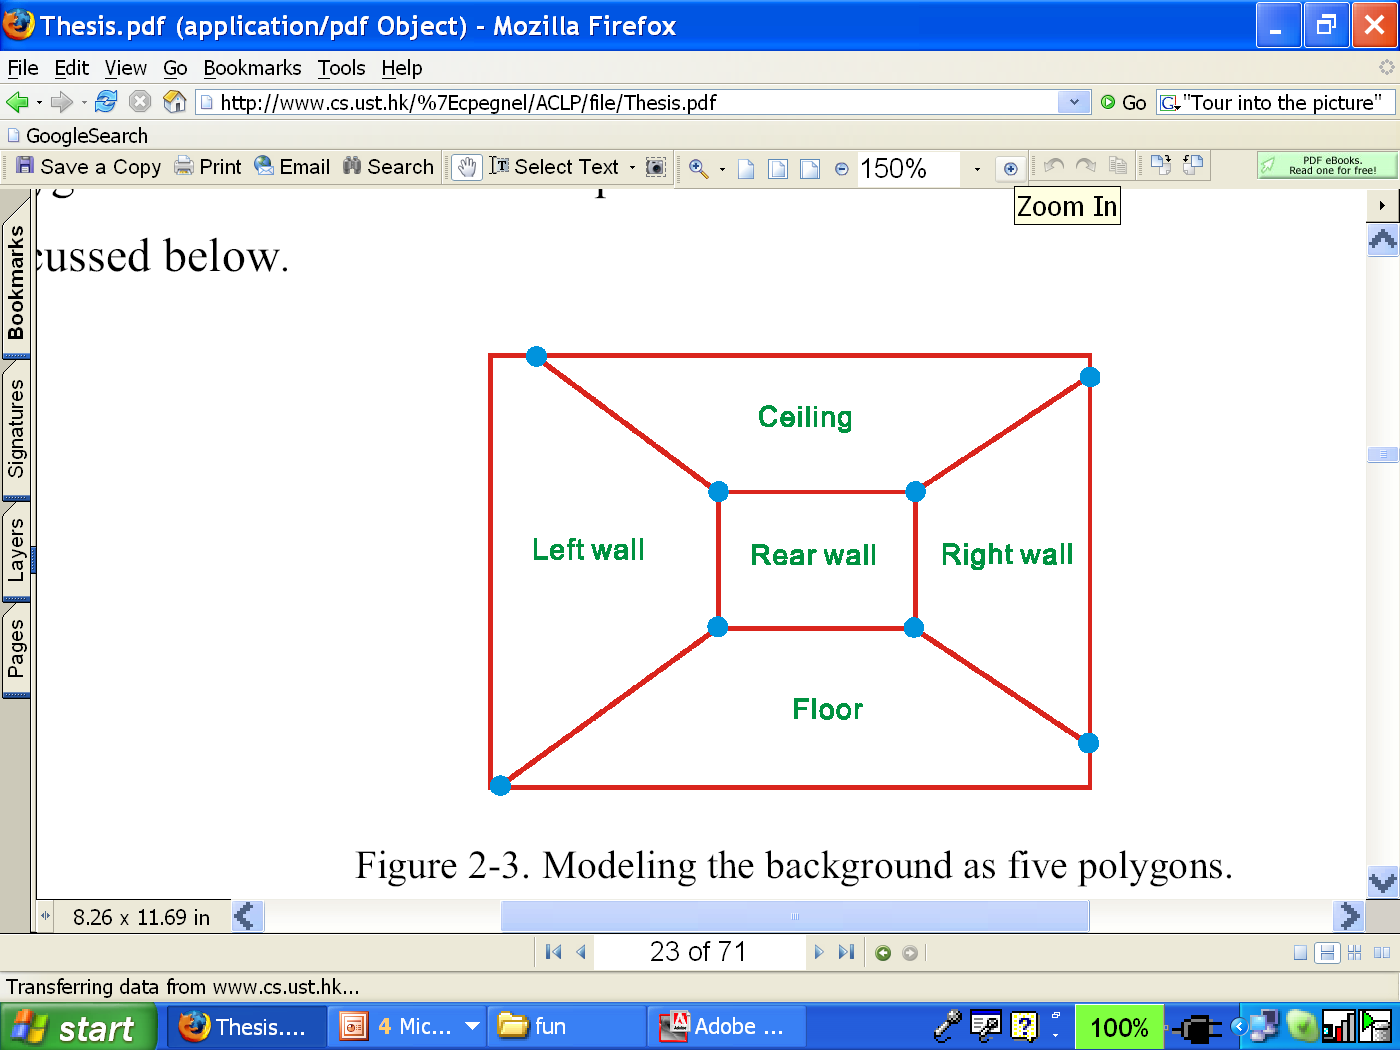 Thesis.pdf (application/pdf Object) - Mozilla Firefox
File Edit View Go Bookmarks Tools Help
http://www.cs.ust.hk/%7Ecpegnel/ACLP/file/Thesis.pdf Go "Tour into the picture"
GoogleSearch
Save a Copy Print Email Search Select Text 150% PDF eBooks.
Read one for free!
Zoom In
cussed below.
Bookmarks
Signatures
Layers
Pages
Ceiling
Left wall Rear wall Right wall
Floor
Figure 2-3. Modeling the background as five polygons.
8.26 x 11.69 in
23 of 71
Transferring data from www.cs.ust.hk...
start Thesis.... 4 Mic... fun Adobe ... 100%